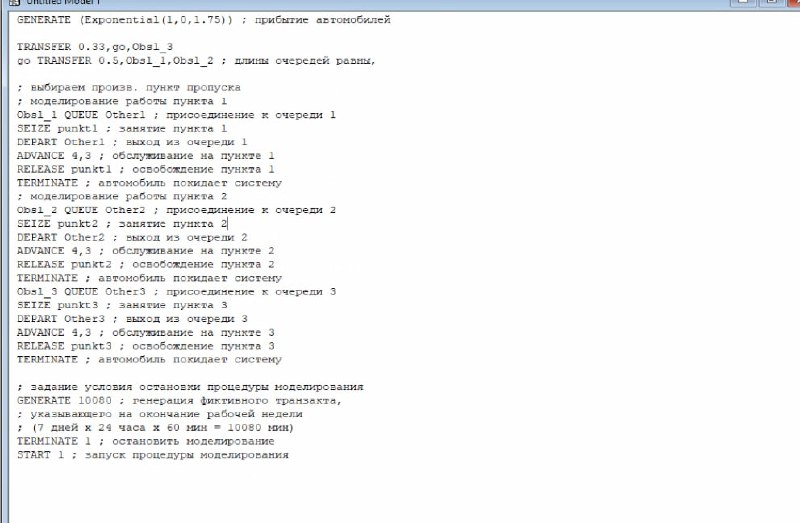 Untitled Model 1
GENERATE (Exponential(1,0,1.75)) ; прибытие автомобилей
TRANSFER 0.33,go,Obsl_3
go TRANSFER 0.5,Obsl_1,Obsl_2 ; длины очередей равны,
; выбираем произв. пункт пропуска
; моделирование работы пункта 1
Obsl_1 QUEUE Other1 ; присоединение к очереди 1
SEIZE punkt1 ; занятие пункта 1
DEPART Other1 ; выход из очереди 1
ADVANCE 4,3 ; обслуживание на пункте 1
RELEASE punkt1 ; освобождение пункта 1
TERMINATE ; автомобиль покидает систему
; моделирование работы пункта 2
Obsl_2 QUEUE Other2 ; присоединение к очереди 2
SEIZE punkt2 ; занятие пункта 2
DEPART Other2 ; выход из очереди 2
ADVANCE 4,3 ; обслуживание на пункте 2
RELEASE punkt2 ; освобождение пункта 2
TERMINATE ; автомобиль покидает систему
Obsl_3 QUEUE Other3 ; присоединение к очереди 3
SEIZE punkt3 ; занятие пункта 3
DEPART Other3 ; выход из очереди 3
ADVANCE 4,3 ; обслуживание на пункте 3
RELEASE punkt3 ; освобождение пункта 3
TERMINATE ; автомобиль покидает систему
; задание условия остановки процедуры моделирования
GENERATE 10080 ; генерация фиктивного транзакта,
; указывающего на окончание рабочей недели
; (7 дней x 24 часа x 60 мин = 10080 мин)
TERMINATE 1 ; остановить моделирование
START 1 ; запуск процедуры моделирования